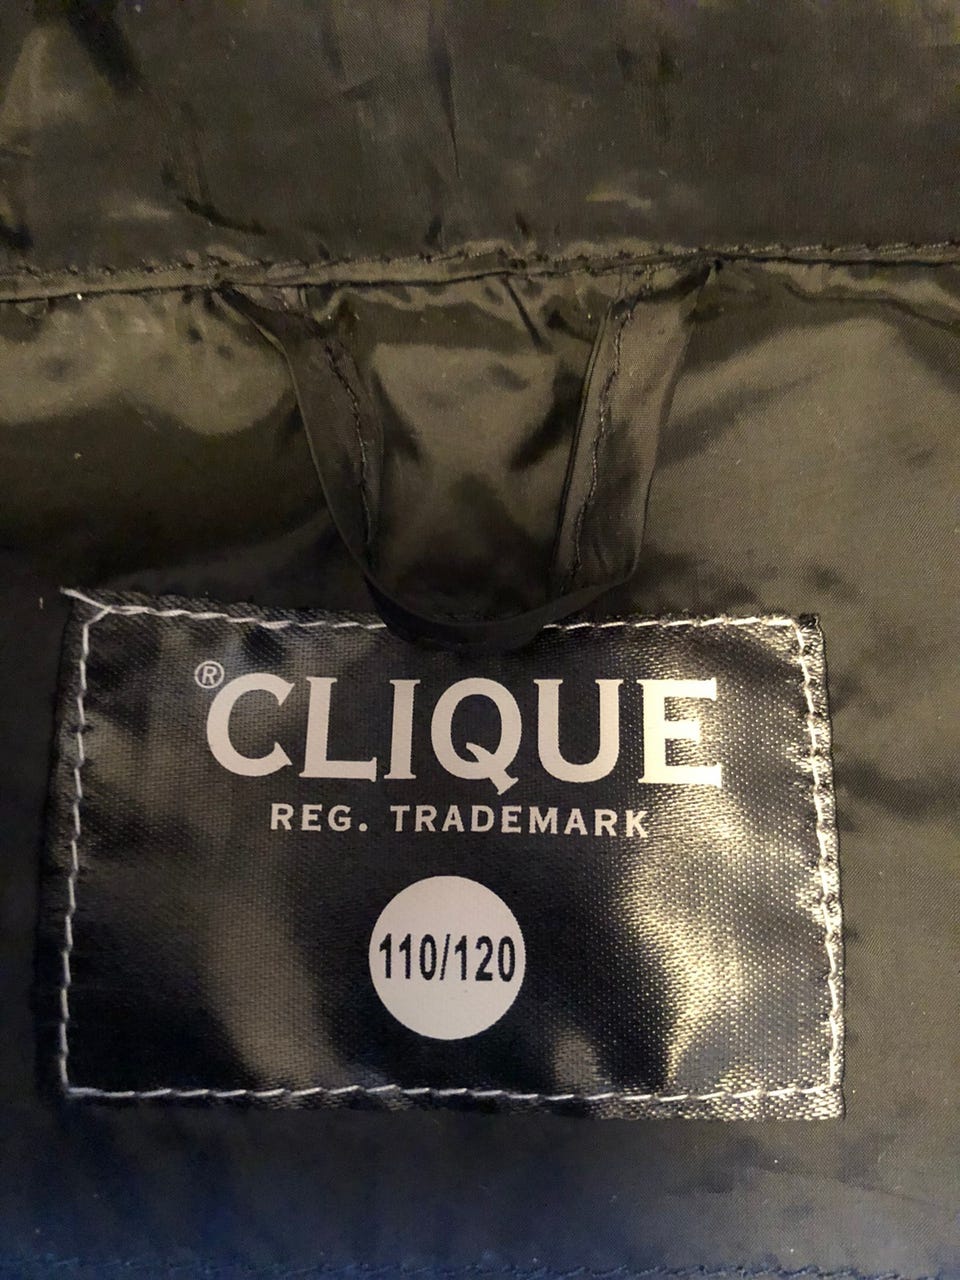 ®CLIQUE
REG. TRADEMARK
110/120